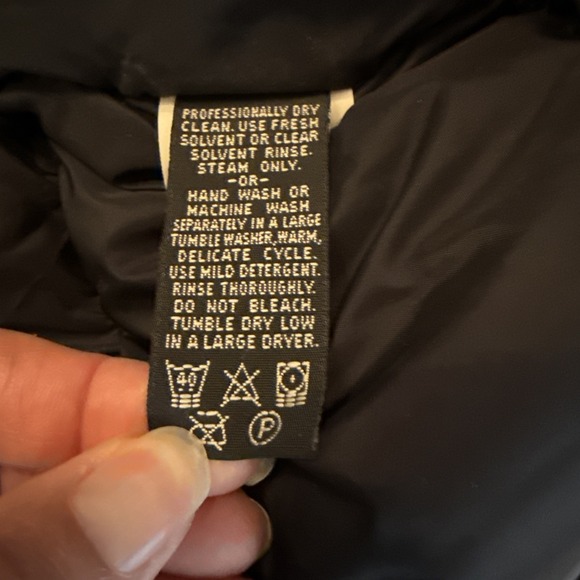 PROFESSIONALLY DRY
CLEAN. USE FRESH
SOLVENT OR CLEAR
SOLVENT RINSE.
STEAM ONLY.
-OR-
HAND WASH OR
MACHINE WASH
SEPARATELY IN A LARGE
TUMBLE WASHER,WARM,
DELICATE CYCLE.
USE MILD DETERGENT.
RINSE THOROUGHLY.
DO NOT BLEACH.
TUMBLE DRY LOW
IN A LARGE DRYER.
40
P